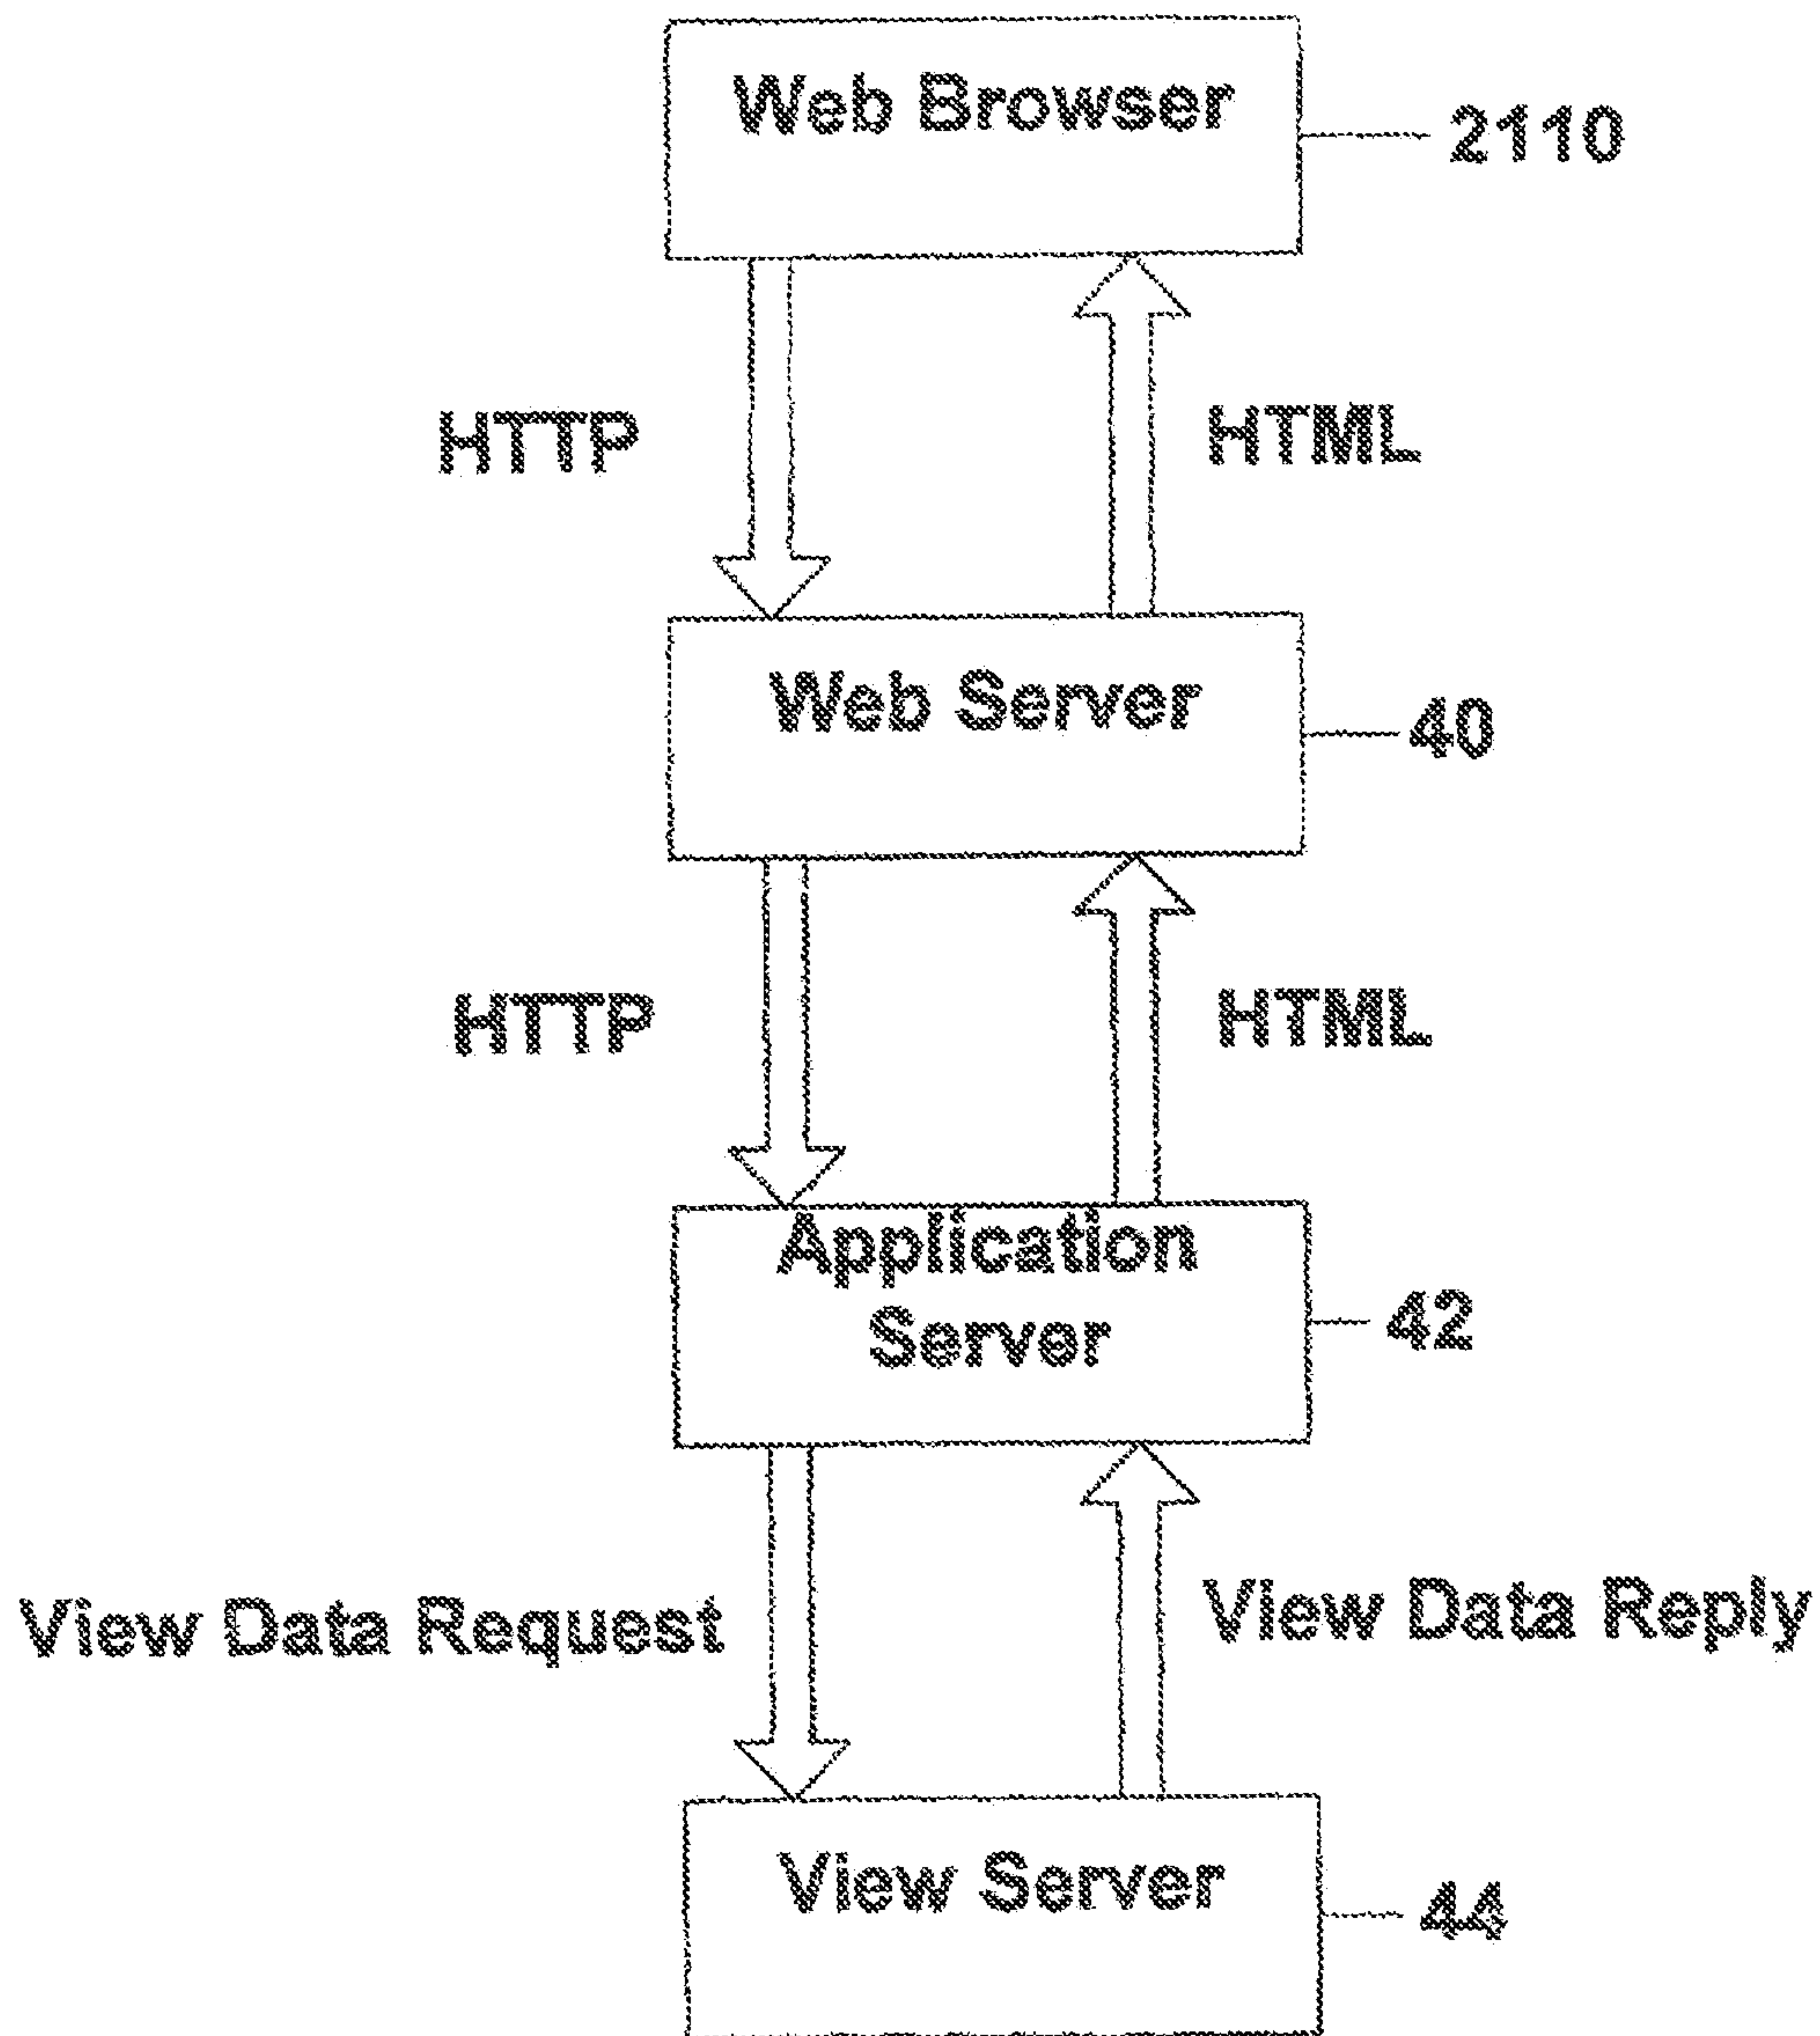 Web Browser
2110
HTTP
HTML
Web Server
40
HTTP
HTML
Application
Server
42
View Data Request
View Data Reply
View Server
44